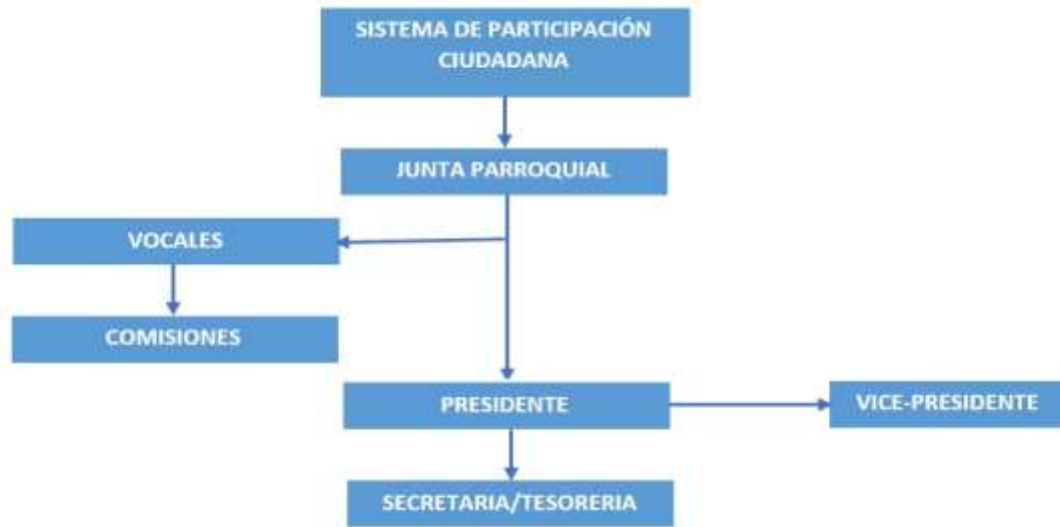 SISTEMA DE PARTICIPACIÓN
CIUDADANA
JUNTA PARROQUIAL
VOCALES
COMISIONES
PRESIDENTE
VICE-PRESIDENTE
SECRETARIA/TESORERIA